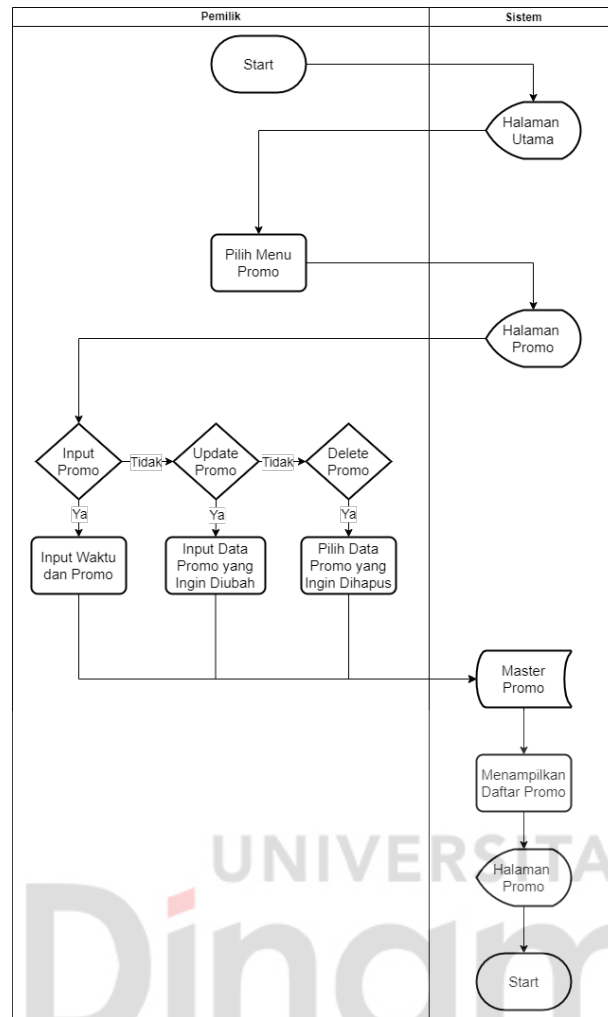 Pemilik
Sistem
Start
Halaman
Utama
Pilih Menu
Promo
Halaman
Promo
Input
Promo
Tidak
Update
Promo
Tidak
Delete
Promo
Ya
Ya
Ya
Input Waktu
dan Promo
Input Data
Promo yang
Ingin Diubah
Pilih Data
Promo yang
Ingin Dihapus
Master
Promo
Menampilkan
Daftar Promo
UNIVERSITA
Dinam
Halaman
Promo
Start